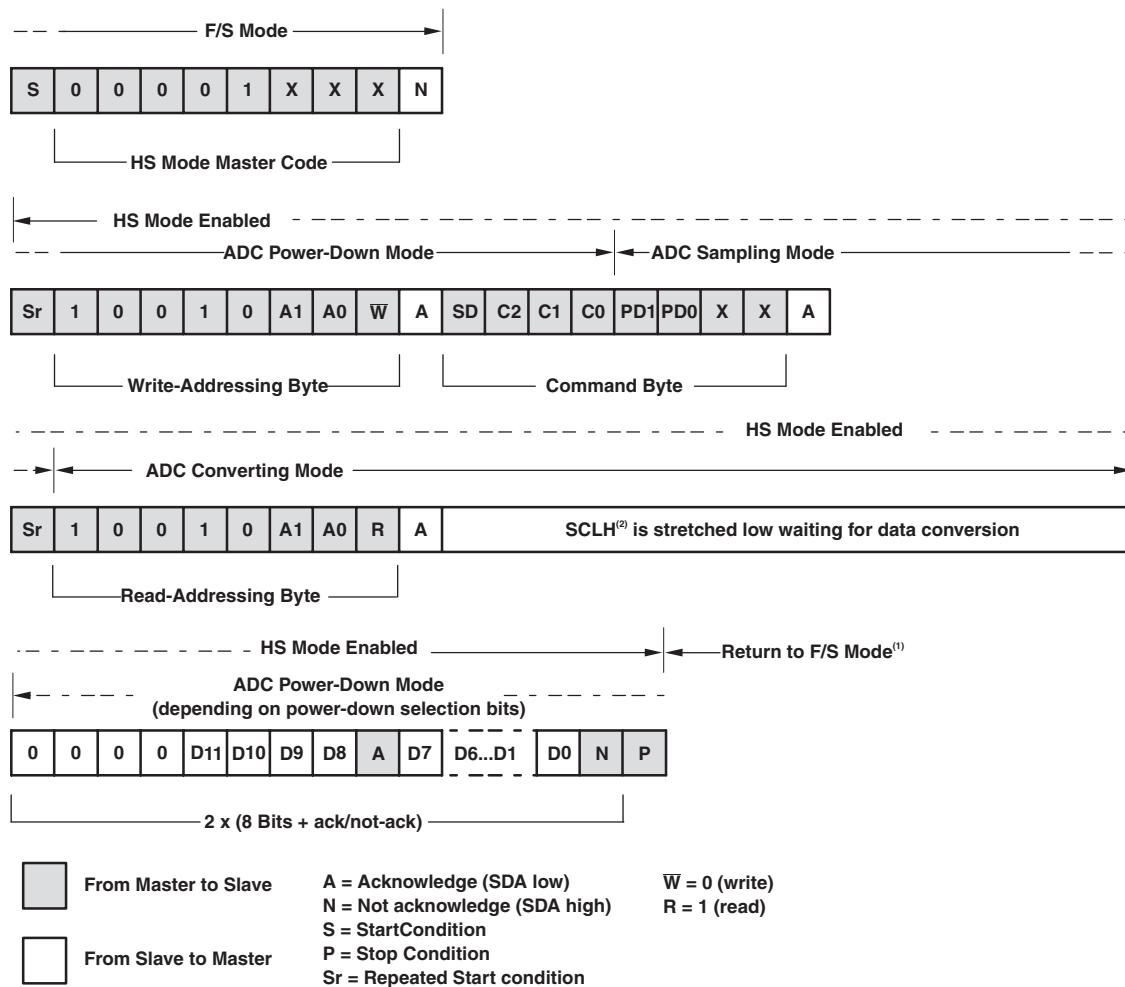 F/S Mode
S 0 0 0 0 1 X X X N
HS Mode Master Code
HS Mode Enabled
ADC Power-Down Mode ADC Sampling Mode
Sr 1 0 0 1 0 A1 A0 W̅ A SD C2 C1 C0 PD1 PD0 X X A
Write-Addressing Byte Command Byte
HS Mode Enabled
ADC Converting Mode
Sr 1 0 0 1 0 A1 A0 R A SCLH(2) is stretched low waiting for data conversion
Read-Addressing Byte
HS Mode Enabled Return to F/S Mode(1)
ADC Power-Down Mode
(depending on power-down selection bits)
0 0 0 0 D11 D10 D9 D8 A D7 D6...D1 D0 N P
2 x (8 Bits + ack/not-ack)
From Master to Slave
From Slave to Master
A = Acknowledge (SDA low)
N = Not acknowledge (SDA high)
S = StartCondition
P = Stop Condition
Sr = Repeated Start condition
W̅ = 0 (write)
R = 1 (read)